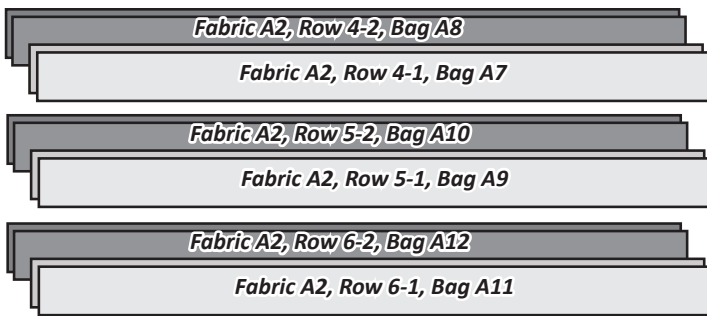 Fabric A2, Row 4-2, Bag A8
Fabric A2, Row 4-1, Bag A7
Fabric A2, Row 5-2, Bag A10
Fabric A2, Row 5-1, Bag A9
Fabric A2, Row 6-2, Bag A12
Fabric A2, Row 6-1, Bag A11